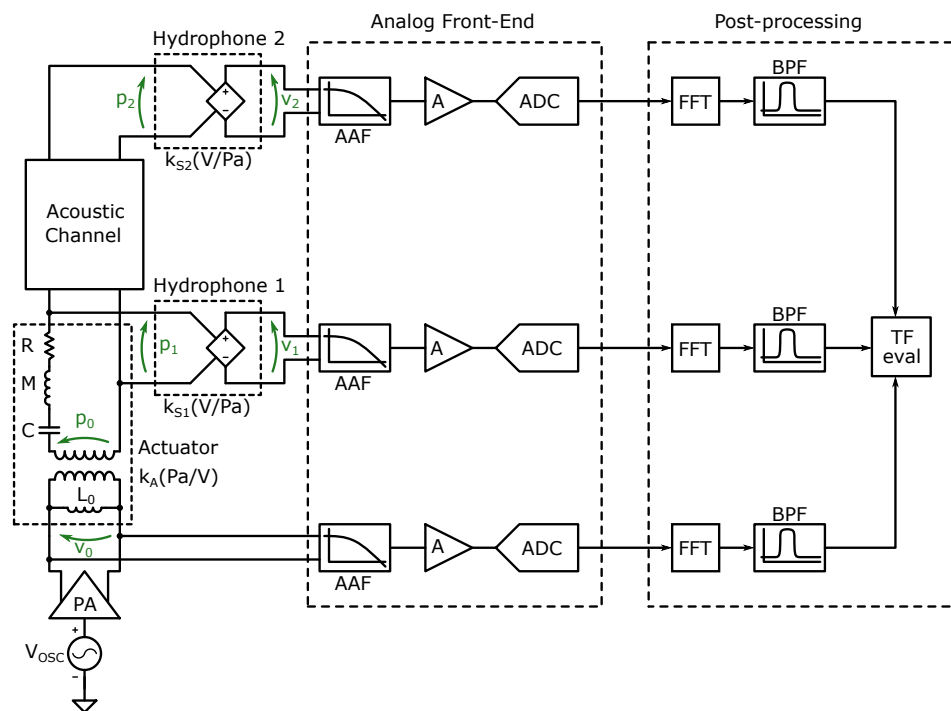 Analog Front-End
Post-processing
Hydrophone 2
BPF
p2
+
−
v2
A
ADC
FFT
AAF
kS2(V/Pa)
Acoustic
Channel
Hydrophone 1
BPF
R
p1
+
−
v1
A
ADC
FFT
TF
eval
AAF
M
kS1(V/Pa)
C
p0
Actuator
kA(Pa/V)
L0
BPF
v0
A
ADC
FFT
AAF
PA
+
VOSC
−